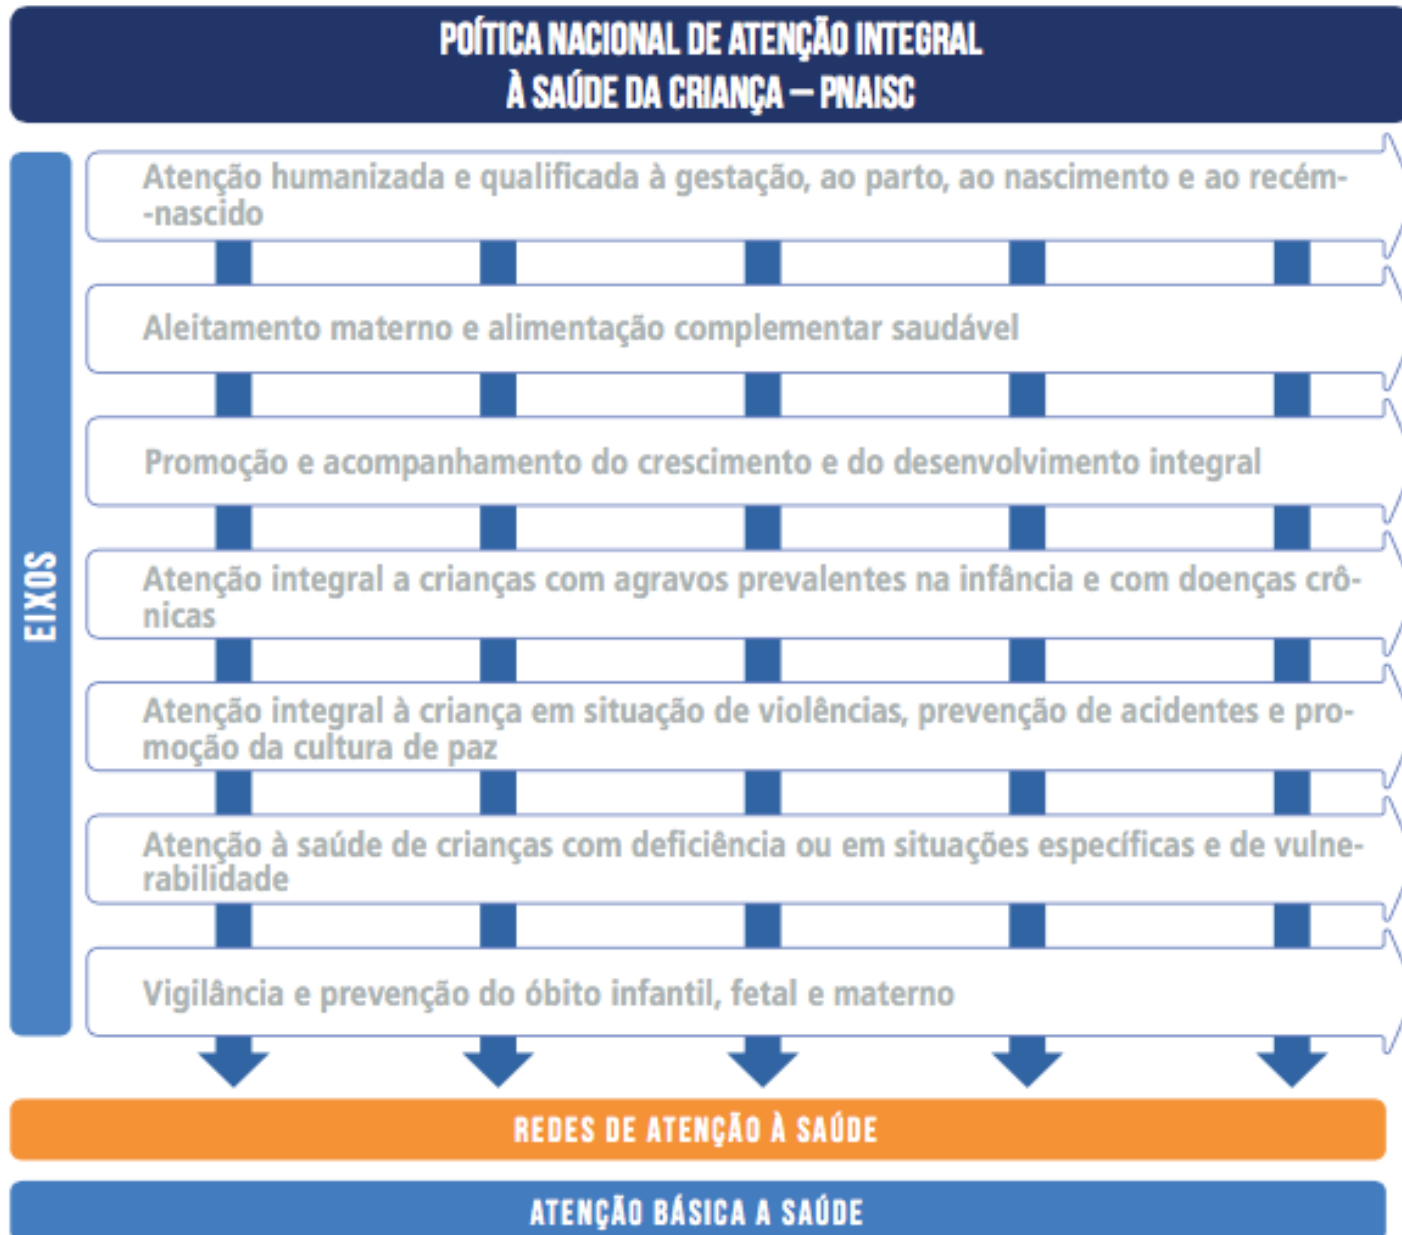 POÍTICA NACIONAL DE ATENÇÃO INTEGRAL
À SAÚDE DA CRIANÇA – PNAISC
EIXOS
Atenção humanizada e qualificada à gestação, ao parto, ao nascimento e ao recém-
-nascido
Aleitamento materno e alimentação complementar saudável
Promoção e acompanhamento do crescimento e do desenvolvimento integral
Atenção integral a crianças com agravos prevalentes na infância e com doenças crô-
nicas
Atenção integral à criança em situação de violências, prevenção de acidentes e pro-
moção da cultura de paz
Atenção à saúde de crianças com deficiência ou em situações específicas e de vulne-
rabilidade
Vigilância e prevenção do óbito infantil, fetal e materno
REDES DE ATENÇÃO À SAÚDE
ATENÇÃO BÁSICA A SAÚDE